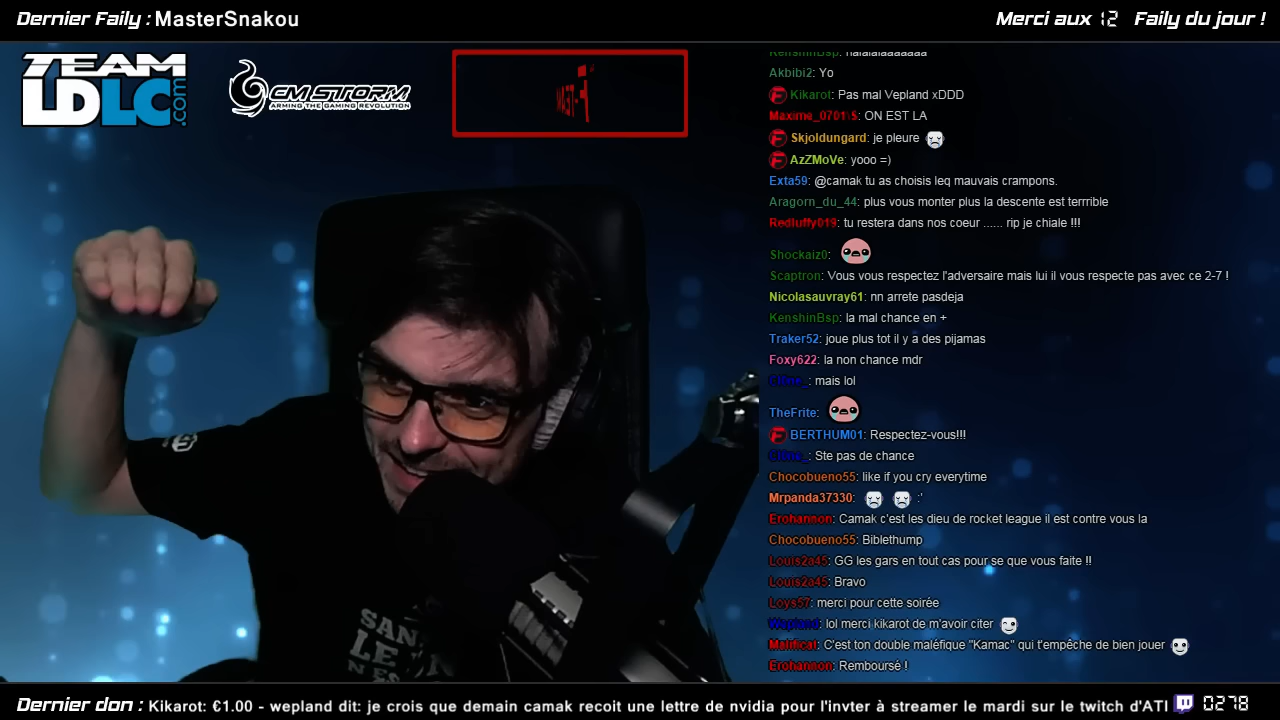 Dernier Faily : MasterSnakou
Merci aux 12 Faily du jour !
TEAM
LDLC.com
CM STORM
ARMING THE GAMING REVOLUTION
Akbibi2: Yo
Kikarot: Pas mal Vepland xDDD
Maxime_0701\S: ON EST LA
Skjoldungard: je pleure
AzZMoVe: yooo =)
Exta59: @camak tu as choisis leq mauvais crampons.
Aragorn_du_44: plus vous monter plus la descente est terrrible
Redluffy019: tu restera dans nos coeur ...... rip je chiale !!!
Shockaiz0:
Scaptron: Vous vous respectez l'adversaire mais lui il vous respecte pas avec ce 2-7 !
Nicolasauvray61: nn arrete pasdeja
KenshinBsp: la mal chance en +
Traker52: joue plus tot il y a des pijamas
Foxy622: la non chance mdr
: mais lol
TheFrite:
BERTHUM01: Respectez-vous!!!
: Ste pas de chance
Chocobueno55: like if you cry everytime
Mrpanda37330: :'
Erohannon: Camak c'est les dieu de rocket league il est contre vous la
Chocobueno55: Biblethump
Louis2a45: GG les gars en tout cas pour se que vous faite !!
Louis2a45: Bravo
Loys57: merci pour cette soirée
Wepland: lol merci kikarot de m'avoir citer
Malifical: C'est ton double maléfique "Kamac" qui t'empêche de bien jouer
Erohannon: Remboursé !
SAN
LE
LES
Dernier don : Kikarot: €1.00 - wepland dit: je crois que demain camak recoit une lettre de nvidia pour l'invter à streamer le mardi sur le twitch d'ATI
0278